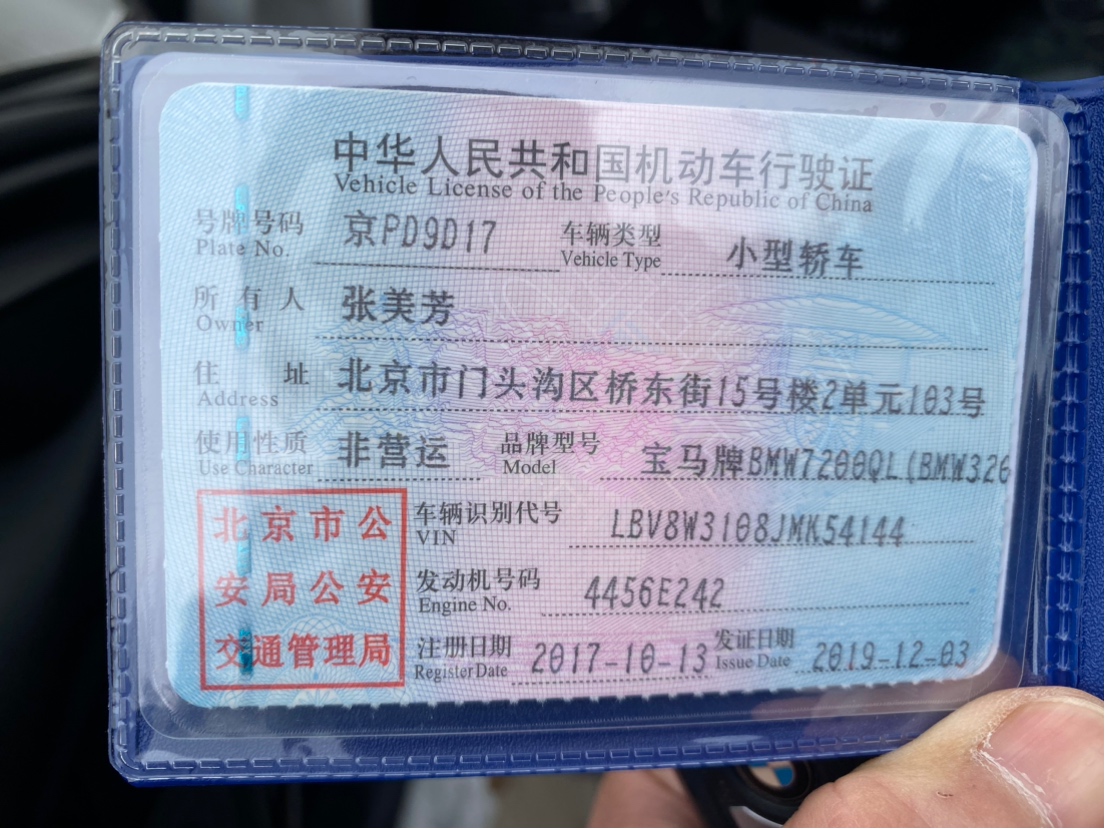 中华人民共和国机动车行驶证
Vehicle License of the People's Republic of China
号牌号码 京PD9D17 车辆类型 小型轿车
Plate No. Vehicle Type
所有人 张美芳
Owner
住址 北京市门头沟区桥东街15号楼2单元103号
Address
使用性质 非营运 品牌型号 宝马牌BMW7200QL(BMW320
Use Character Model
北京市公
安局公安
交通管理局
车辆识别代号 LBV8W3108JMK54144
VIN
发动机号码 4456E242
Engine No.
注册日期 2017-10-13 发证日期 2019-12-03
Register Date Issue Date